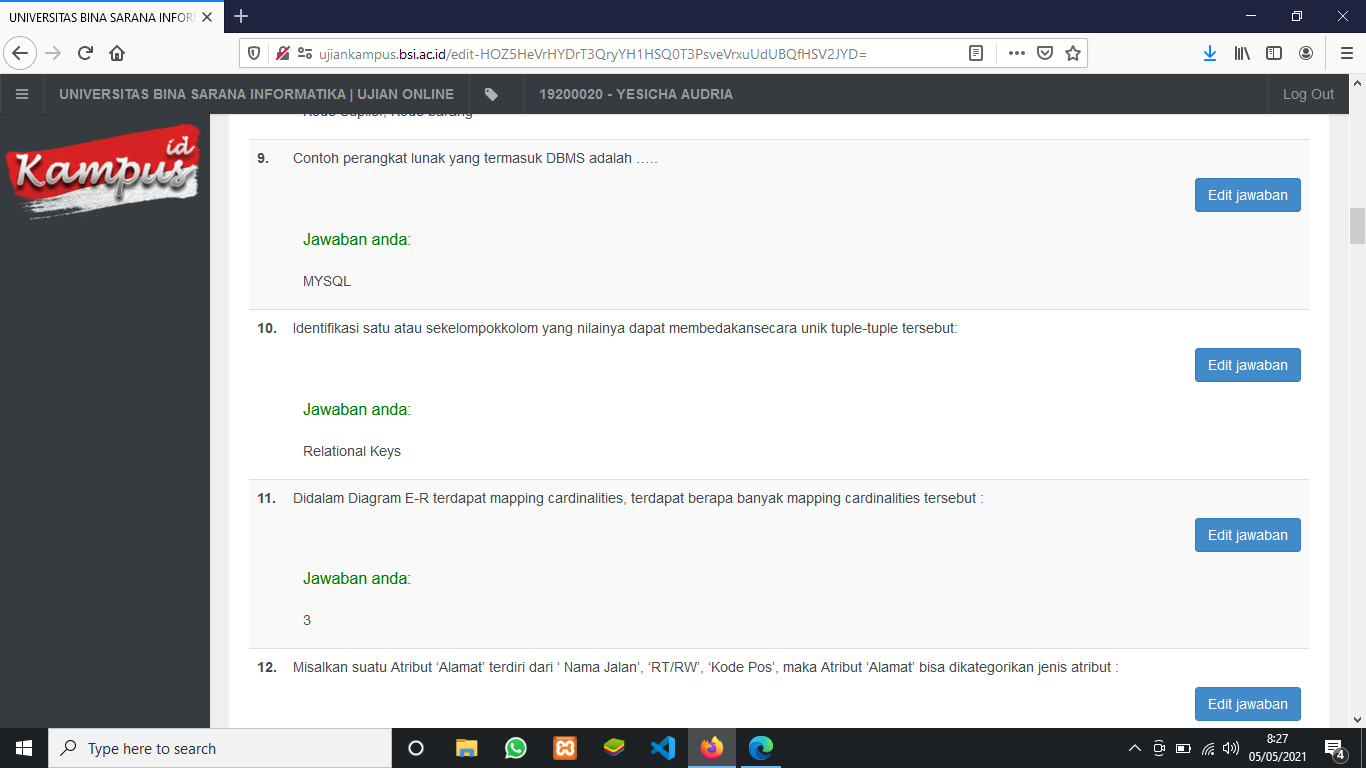 UNIVERSITAS BINA SARANA INFOR
ujiankampus.bsi.ac.id/edit-HOZ5HeVrHYDrT3QryYH1HSQ0T3PsveVrxuUdUBQfHSV2JYD=
UNIVERSITAS BINA SARANA INFORMATIKA | UJIAN ONLINE
19200020 - YESICHA AUDRIA
Log Out
Kampus id
Kode Suplier, Kode barang
9. Contoh perangkat lunak yang termasuk DBMS adalah …..
Edit jawaban
Jawaban anda:
MYSQL
10. Identifikasi satu atau sekelompokkolom yang nilainya dapat membedakansecara unik tuple-tuple tersebut:
Edit jawaban
Jawaban anda:
Relational Keys
11. Didalam Diagram E-R terdapat mapping cardinalities, terdapat berapa banyak mapping cardinalities tersebut :
Edit jawaban
Jawaban anda:
3
12. Misalkan suatu Atribut ‘Alamat’ terdiri dari ‘ Nama Jalan’, ‘RT/RW’, ‘Kode Pos’, maka Atribut ‘Alamat’ bisa dikategorikan jenis atribut :
Edit jawaban
Type here to search
8:27
05/05/2021
4